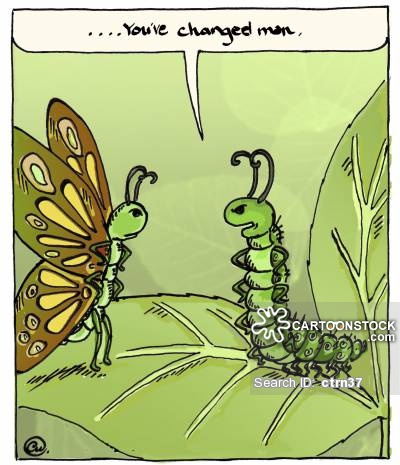 ....You've changed man.
CARTOONSTOCK
.com
Search ID: ctrn37